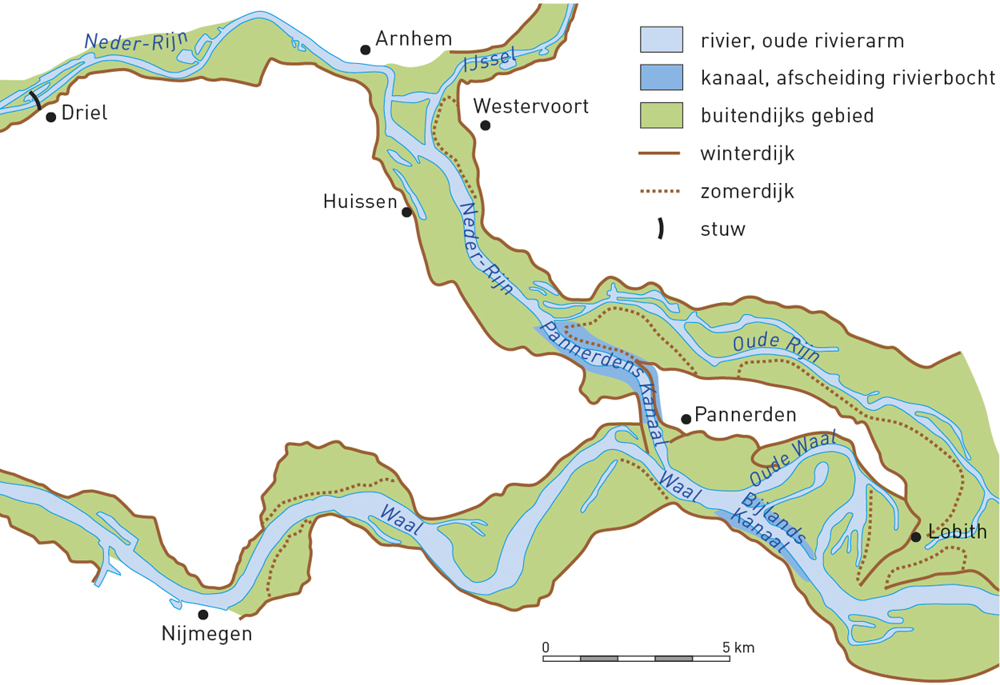 Neder-Rijn
Arnhem
IJssel
Driel
Westervoort
Huissen
Neder-Rijn
rivier, oude rivierarm
kanaal, afscheiding rivierbocht
buitendijks gebied
winterdijk
zomerdijk
stuw
Oude Rijn
Pannerdens Kanaal
Pannerden
Oude Waal
Waal
Bijlands
Kanaal
Waal
Lobith
Nijmegen
0 5 km